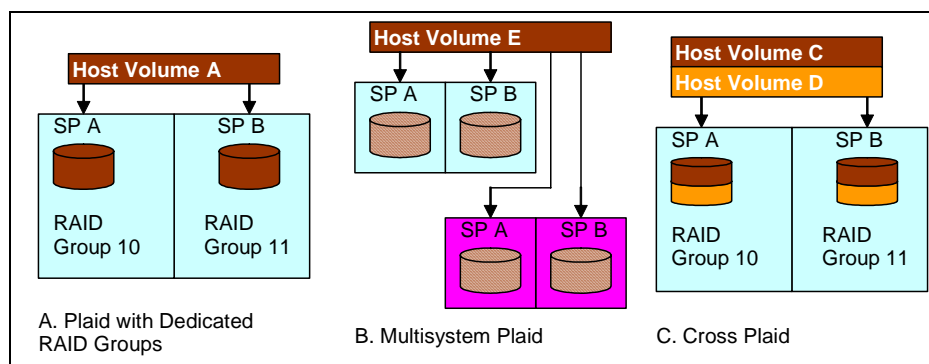 Host Volume A
SP A
SP B
RAID
Group 10
RAID
Group 11
A. Plaid with Dedicated
RAID Groups
Host Volume E
SP A
SP B
SP A
SP B
B. Multisystem Plaid
Host Volume C
Host Volume D
SP A
SP B
RAID
Group 10
RAID
Group 11
C. Cross Plaid